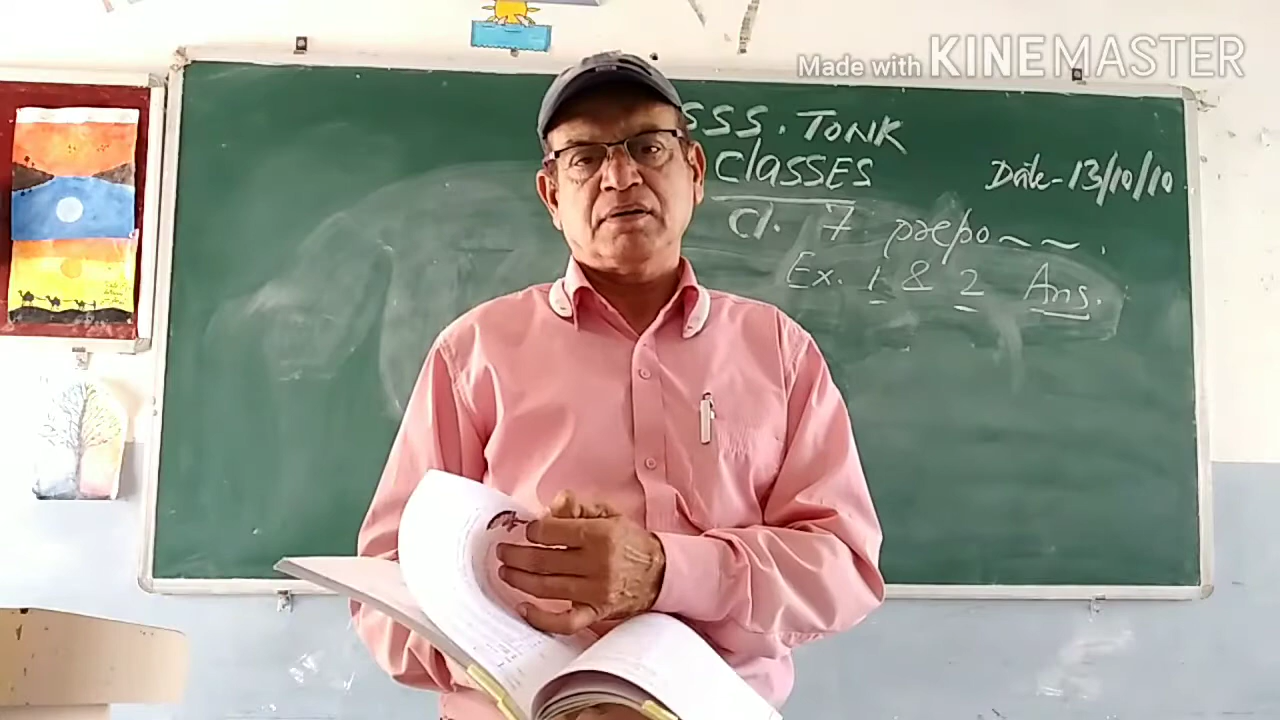 Made with KINEMASTER
SSS. TONK
CLASSES
Date-13/10/10
Cl. 7 prepo~~.
Ex. 1 & 2 Ans.